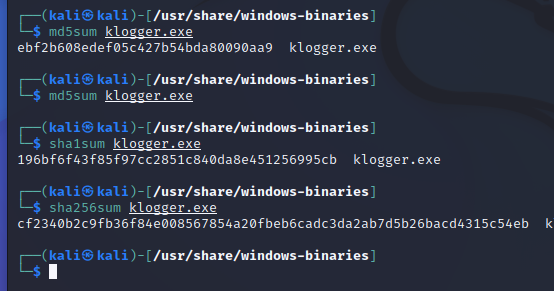 ┌──(kali㉿kali)-[/usr/share/windows-binaries]
└─$ md5sum klogger.exe
ebf2b608edef05c427b54bda80090aa9  klogger.exe
┌──(kali㉿kali)-[/usr/share/windows-binaries]
└─$ md5sum klogger.exe
┌──(kali㉿kali)-[/usr/share/windows-binaries]
└─$ sha1sum klogger.exe
196bf6f43f85f97cc2851c840da8e451256995cb  klogger.exe
┌──(kali㉿kali)-[/usr/share/windows-binaries]
└─$ sha256sum klogger.exe
cf2340b2c9fb36f84e008567854a20fbeb6cadc3da2ab7d5b26bacd4315c54eb  k
┌──(kali㉿kali)-[/usr/share/windows-binaries]
└─$